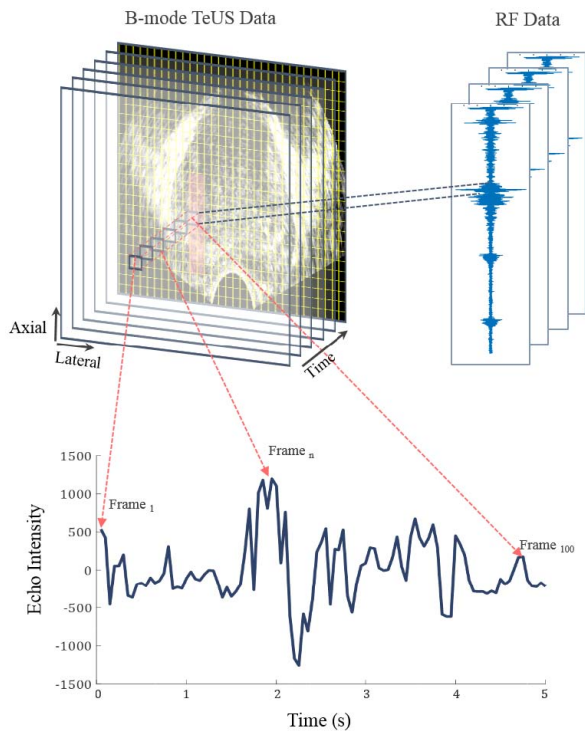 B-mode TeUS Data
RF Data
Axial
Lateral
Time
Frame n
Frame 1
Frame 100
Echo Intensity
1500
1000
500
0
-500
-1000
-1500
0
1
2
3
4
5
Time (s)